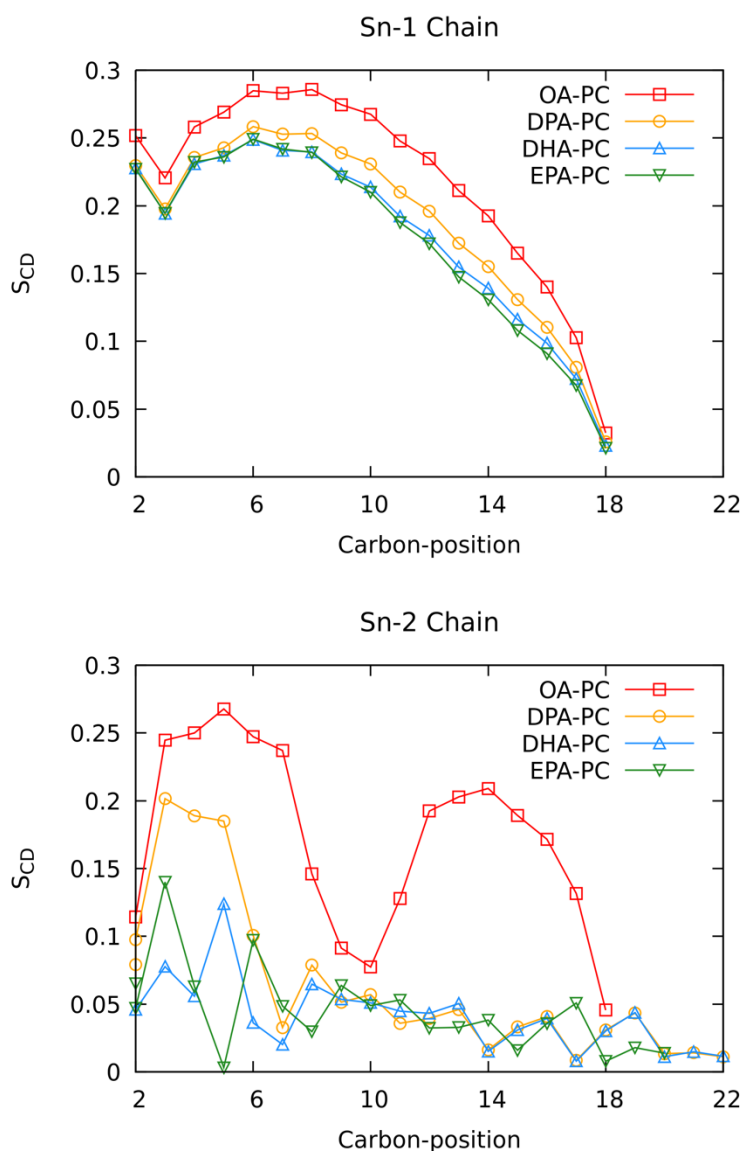 Sn-1 Chain
0.3
0.25
0.2
0.15
0.1
0.05
0
S_CD
OA-PC
DPA-PC
DHA-PC
EPA-PC
2 6 10 14 18 22
Carbon-position
Sn-2 Chain
0.3
0.25
0.2
0.15
0.1
0.05
0
S_CD
OA-PC
DPA-PC
DHA-PC
EPA-PC
2 6 10 14 18 22
Carbon-position